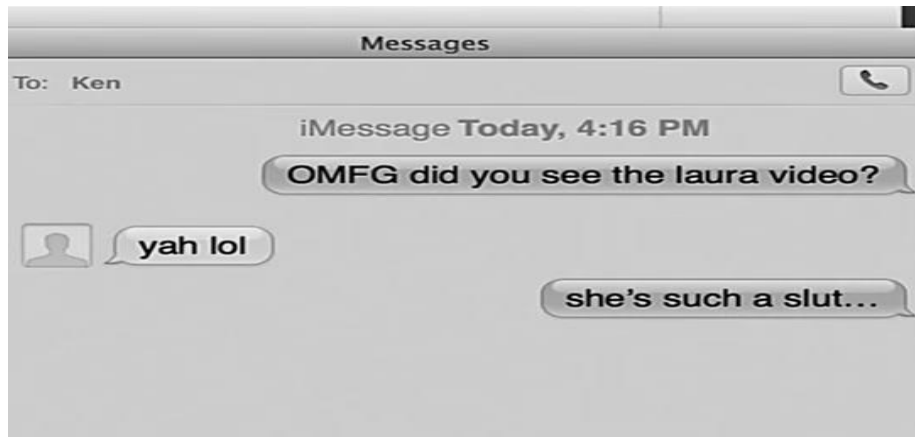 Messages
To: Ken
iMessage Today, 4:16 PM
OMFG did you see the laura video?
yah lol
she's such a slut...